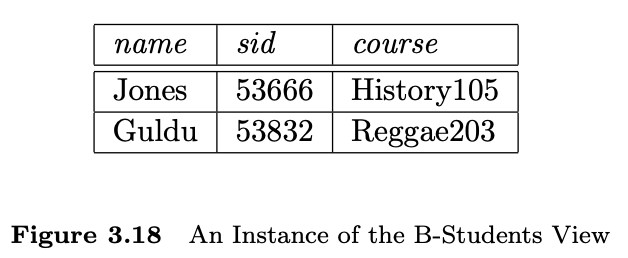 name sid course
Jones 53666 History105
Guldu 53832 Reggae203
Figure 3.18 An Instance of the B-Students View